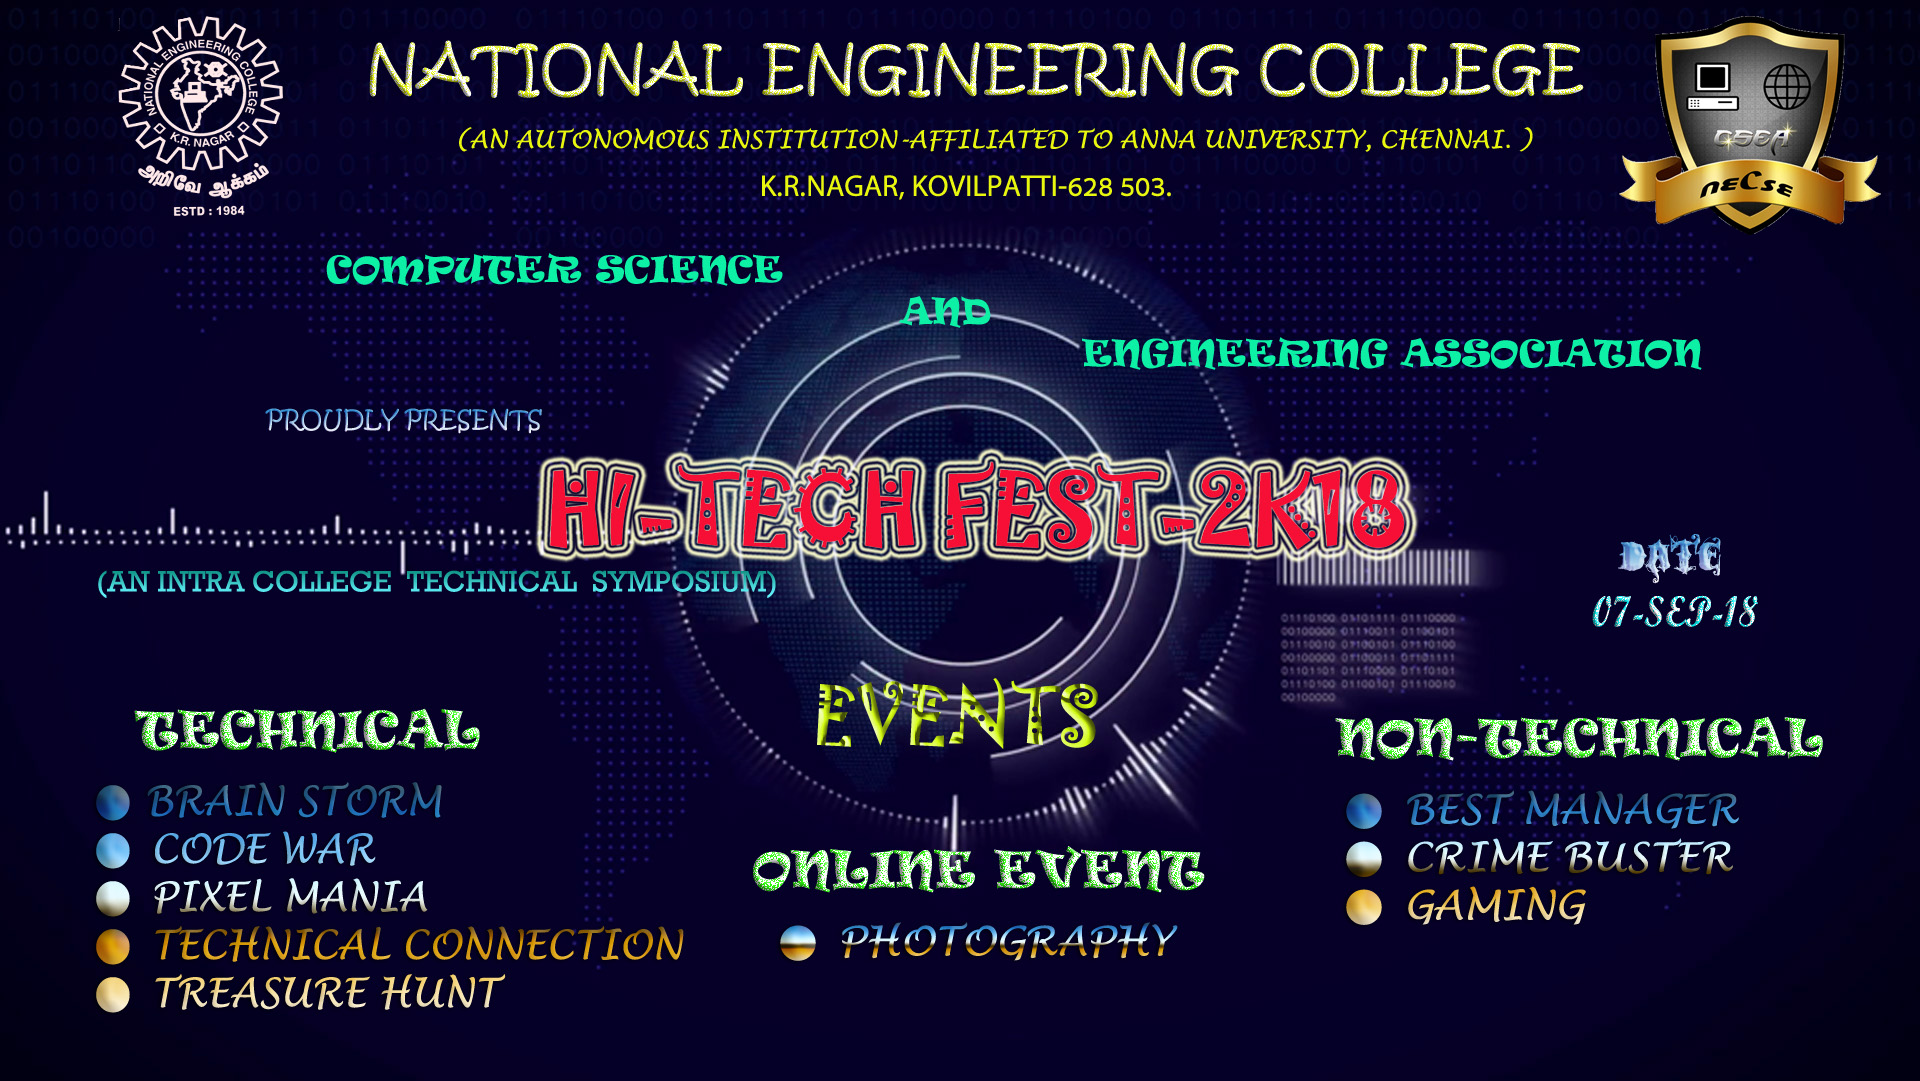 NATIONAL ENGINEERING COLLEGE
K.R. NAGAR
அறிவே ஆக்கம்
ESTD : 1984
NATIONAL ENGINEERING COLLEGE
(AN AUTONOMOUS INSTITUTION-AFFILIATED TO ANNA UNIVERSITY, CHENNAI. )
K.R.NAGAR, KOVILPATTI-628 503.
CSEA
NECSE
COMPUTER SCIENCE
AND
ENGINEERING ASSOCIATION
PROUDLY PRESENTS
HI-TECH FEST-2K18
(AN INTRA COLLEGE TECHNICAL SYMPOSIUM)
DATE
07-SEP-18
EVENTS
TECHNICAL
BRAIN STORM
CODE WAR
PIXEL MANIA
TECHNICAL CONNECTION
TREASURE HUNT
ONLINE EVENT
PHOTOGRAPHY
NON-TECHNICAL
BEST MANAGER
CRIME BUSTER
GAMING